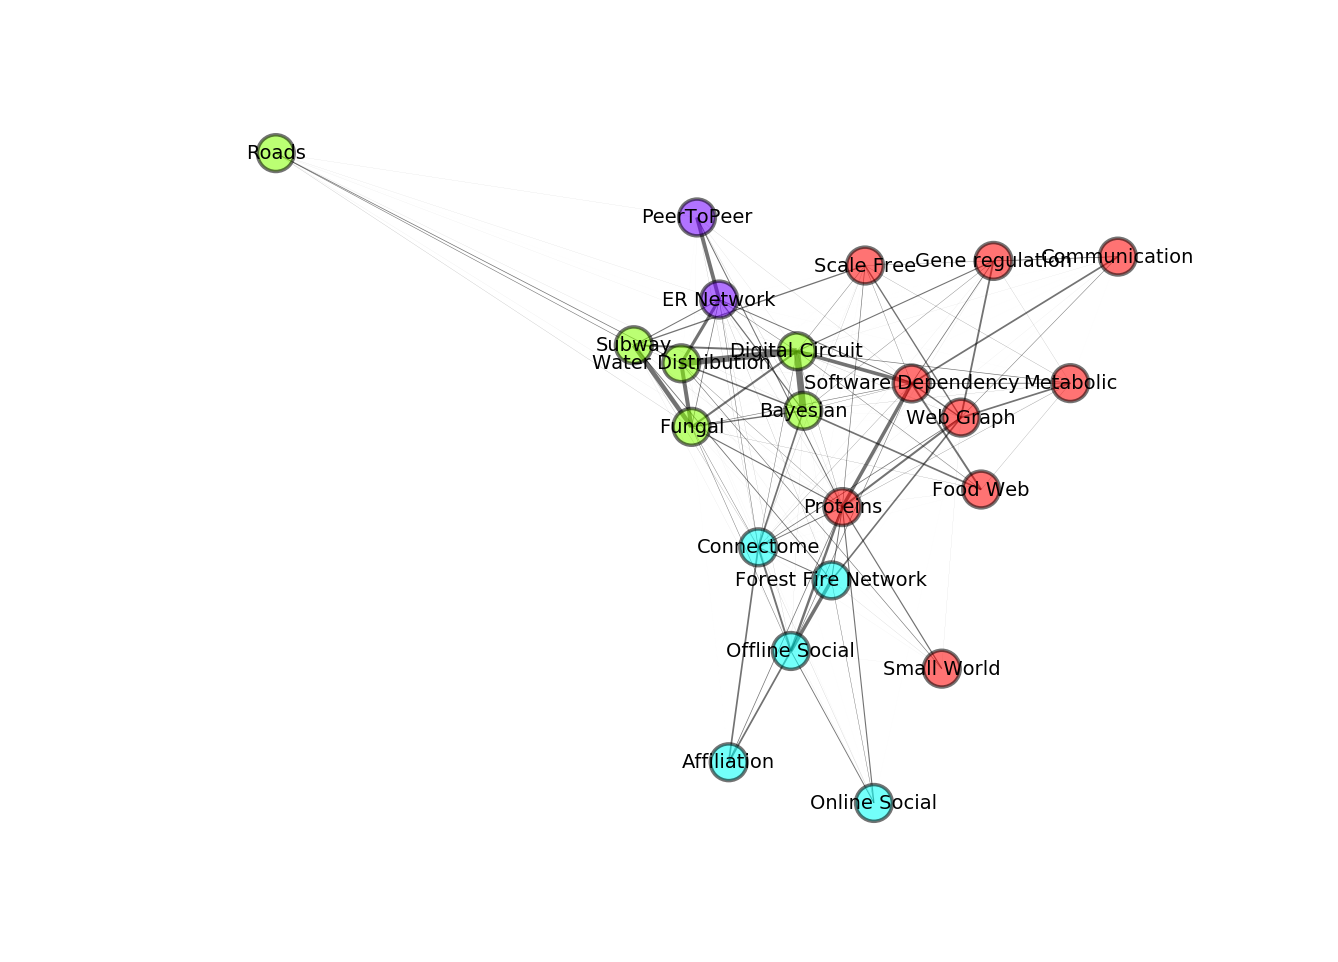 Roads
PeerToPeer
Communication
Gene regulation
Scale Free
ER Network
Subway
Digital Circuit
Water Distribution
Software Dependency
Metabolic
Bayesian
Web Graph
Fungal
Food Web
Proteins
Connectome
Forest Fire Network
Offline Social
Small World
Affiliation
Online Social